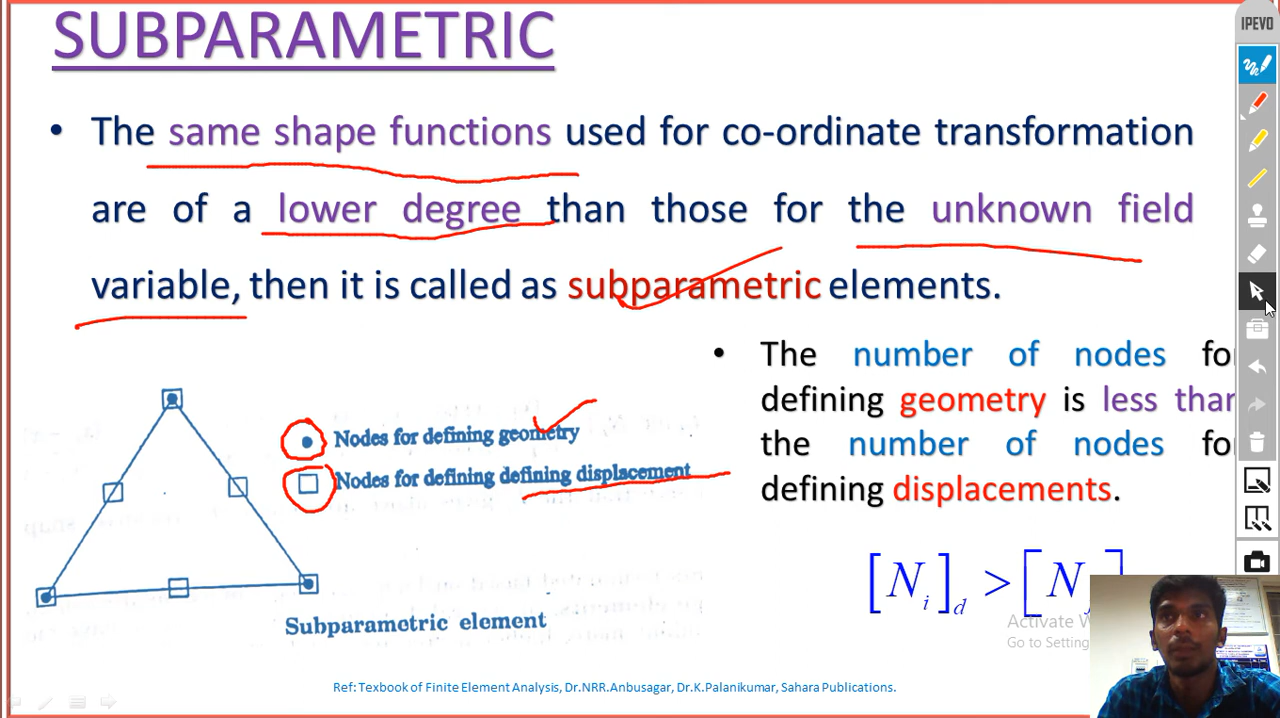 SUBPARAMETRIC
IPEVO
• The same shape functions used for co-ordinate transformation
are of a lower degree than those for the unknown field
variable, then it is called as subparametric elements.
• The number of nodes for
defining geometry is less than
the number of nodes for
defining displacements.
Nodes for defining geometry
Nodes for defining defining displacement
Subparametric element
[N i] d > [N
Activate W
Go to Setting
Ref: Texbook of Finite Element Analysis, Dr.NRR.Anbusagar, Dr.K.Palanikumar, Sahara Publications.